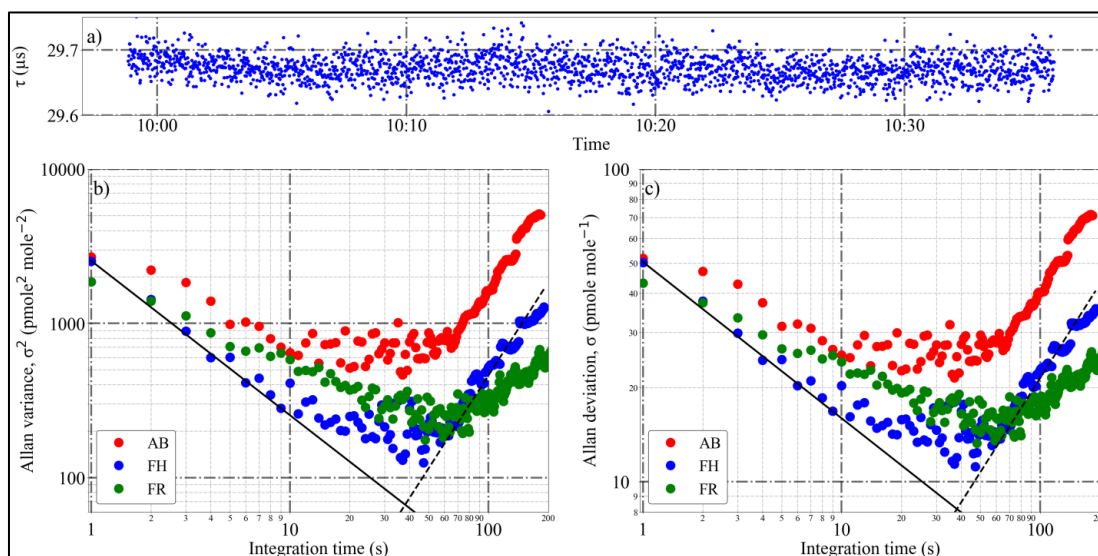 a)
τ (µs)
29.7
29.6
10:00 10:10 10:20 10:30
Time
b)
Allan variance, σ² (pmole² mole⁻²)
1000
1000
100
AB
FH
FR
1 2 3 4 5 6 7 8 9 10 20 30 40 50 60 70 80 90 100 200
Integration time (s)
c)
Allan deviation, σ (pmole mole⁻¹)
100
90
80
70
60
50
40
30
20
10
9
8
AB
FH
FR
1 2 3 4 5 6 7 8 9 10 20 30 40 50 60 70 80 90 100 200
Integration time (s)